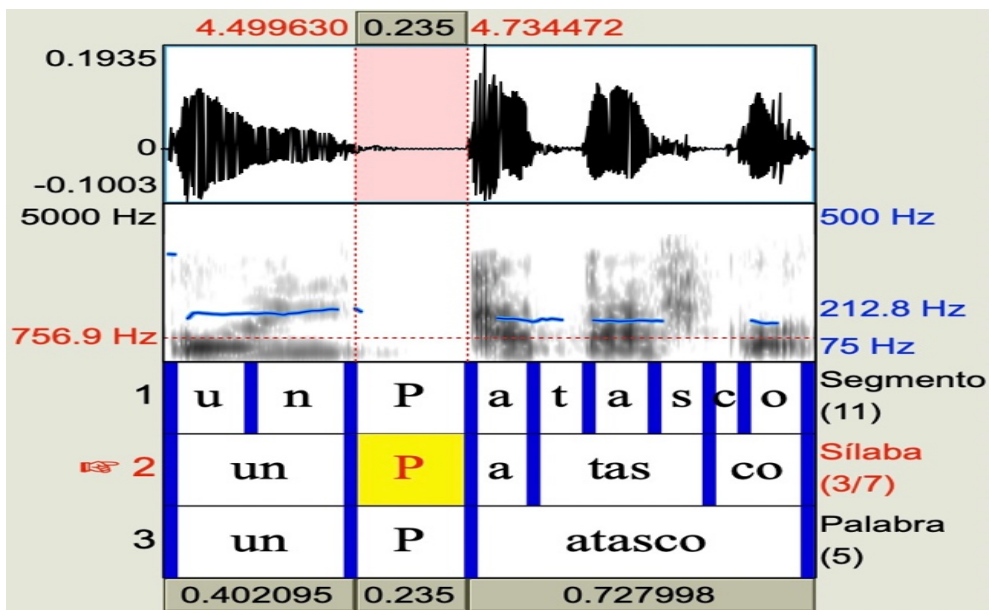 4.499630 0.235 4.734472
0.1935
0
-0.1003
5000 Hz 500 Hz
212.8 Hz
756.9 Hz
75 Hz
1 u n P a t a s c o Segmento
(11)
☞ 2 un P a tas co Sílaba
(3/7)
3 un P atasco Palabra
(5)
0.402095 0.235 0.727998